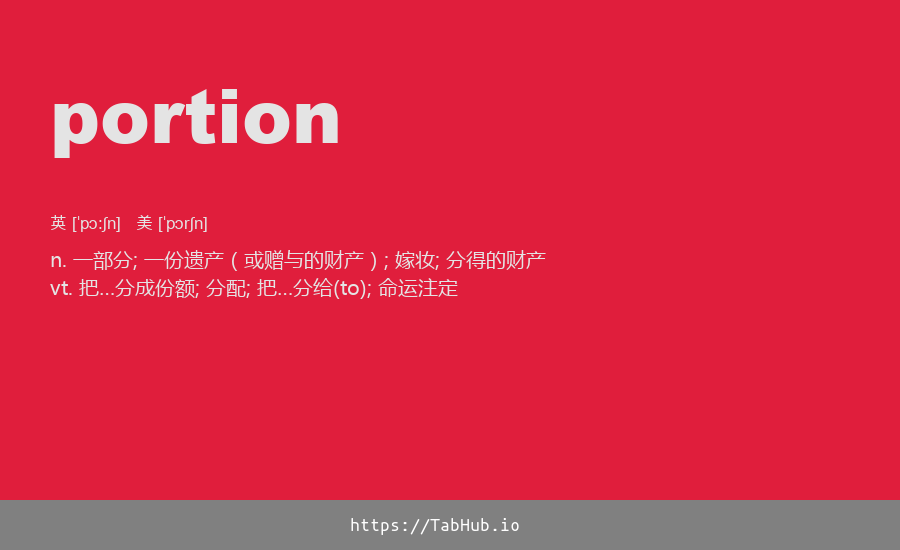 portion
英 [ˈpɔːʃn]   美 [ˈpɔrʃn]
n. 一部分; 一份遗产 ( 或赠与的财产 ) ; 嫁妆; 分得的财产
vt. 把...分成份额; 分配; 把...分给(to); 命运注定
https://TabHub.io